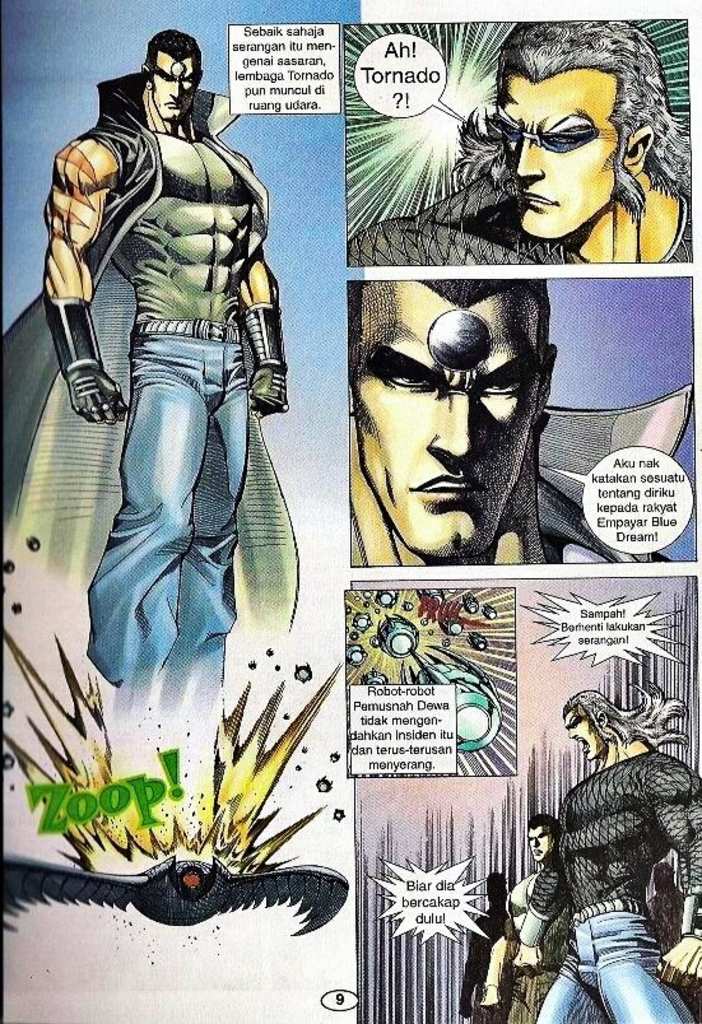 Sebaik sahaja
serangan itu men-
genai sasaran,
lembaga Tornado
pun muncul di
ruang udara.
Ah!
Tornado
?!
Aku nak
katakan sesuatu
tentang diriku
kepada rakyat
Empayar Blue
Dream!
Zoop!
Robot-robot
Pemusnah Dewa
tidak mengen-
dahkan insiden itu
dan terus-terusan
menyerang.
Sampah!
Berhenti lakukan
serangan!
Biar dia
bercakap
dulu!
9